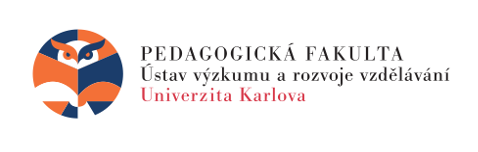 PEDAGOGICKÁ FAKULTA
Ústav výzkumu a rozvoje vzdělávání
Univerzita Karlova